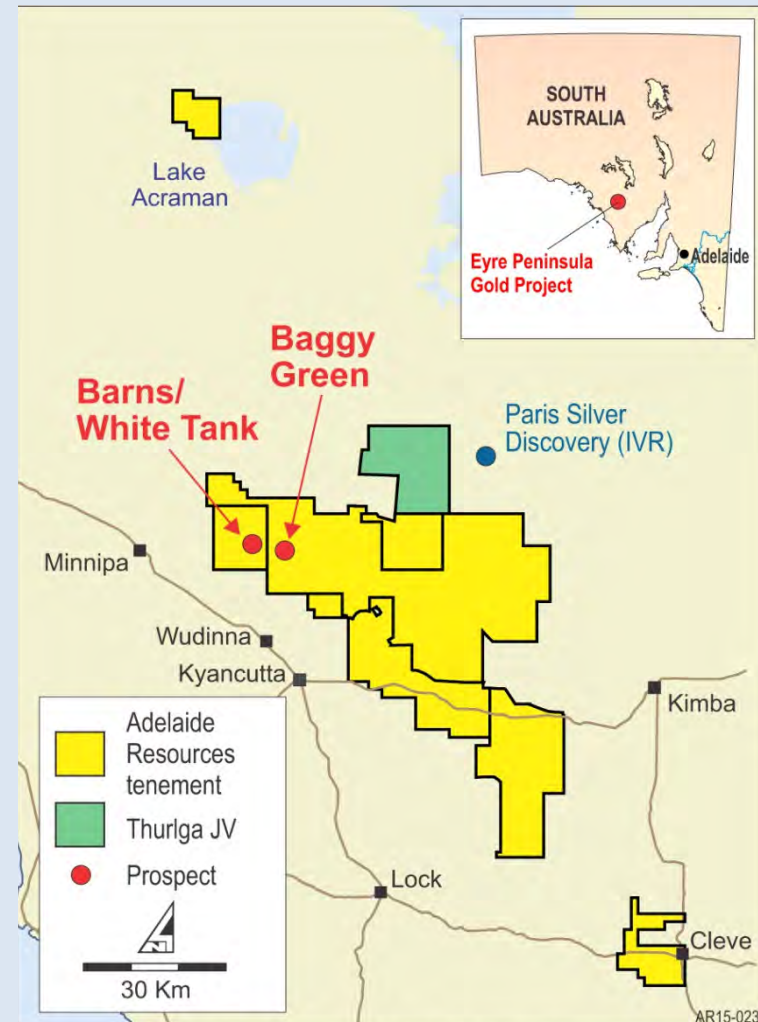 SOUTH
AUSTRALIA
Adelaide
Eyre Peninsula
Gold Project
Lake
Acraman
Baggy
Green
Barns/
White Tank
Paris Silver
Discovery (IVR)
Minnipa
Wudinna
Kyancutta
Kimba
Adelaide
Resources
tenement
Thurlga JV
Prospect
30 Km
Lock
Cleve
AR15-023